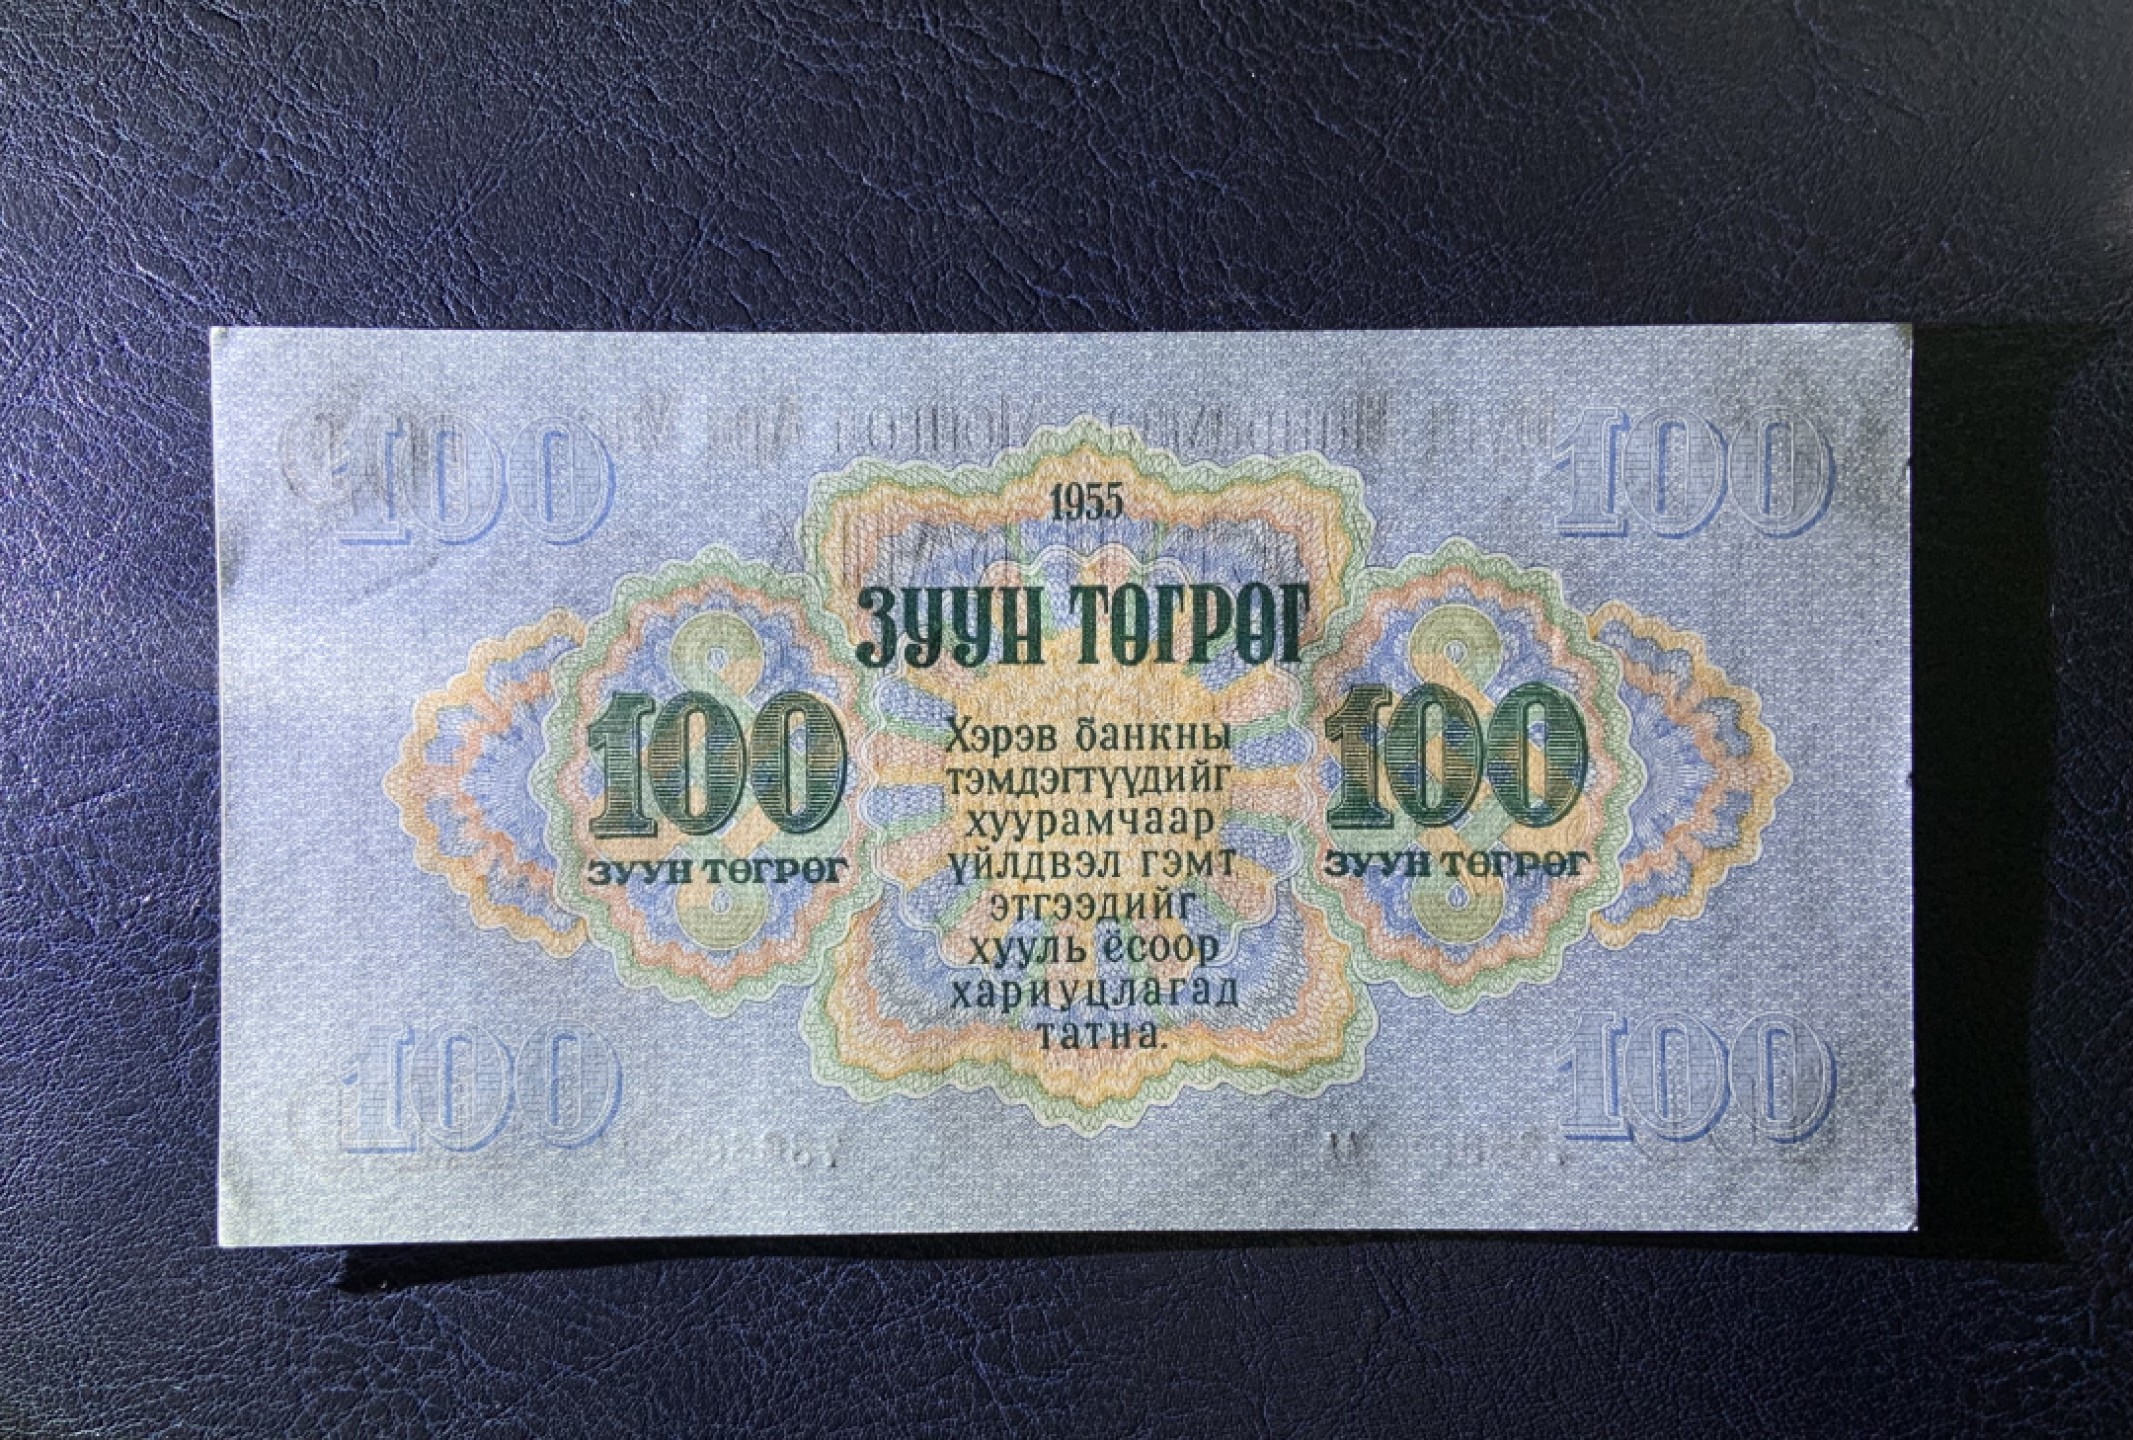 100 100
1955
ЗУУН ТӨГРӨГ
100 100
ЗУУН ТӨГРӨГ ЗУУН ТӨГРӨГ
Хэрэв банкны
тэмдэгтүүдийг
хуурамчаар
үйлдвэл гэмт
этгээдийг
хууль ёсоор
хариуцлагад
татна.
100 100